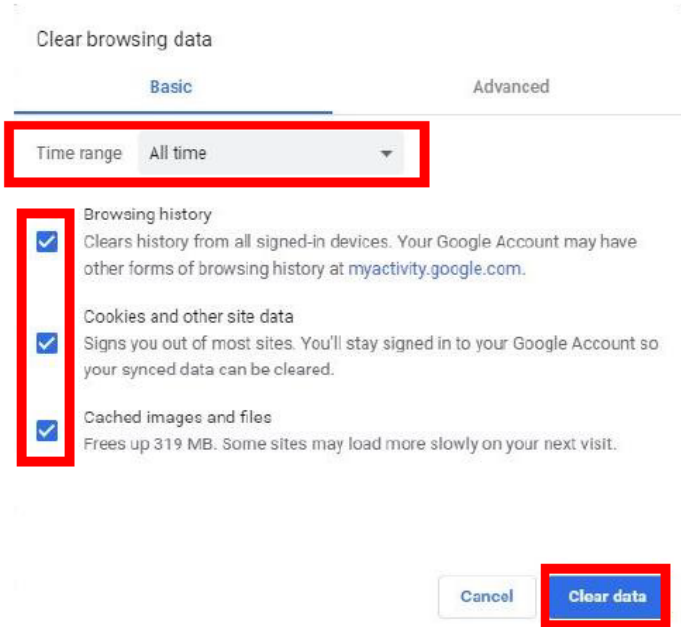 Clear browsing data
Basic Advanced
Time range All time
Browsing history
Clears history from all signed-in devices. Your Google Account may have
other forms of browsing history at myactivity.google.com.
Cookies and other site data
Signs you out of most sites. You'll stay signed in to your Google Account so
your synced data can be cleared.
Cached images and files
Frees up 319 MB. Some sites may load more slowly on your next visit.
Cancel Clear data